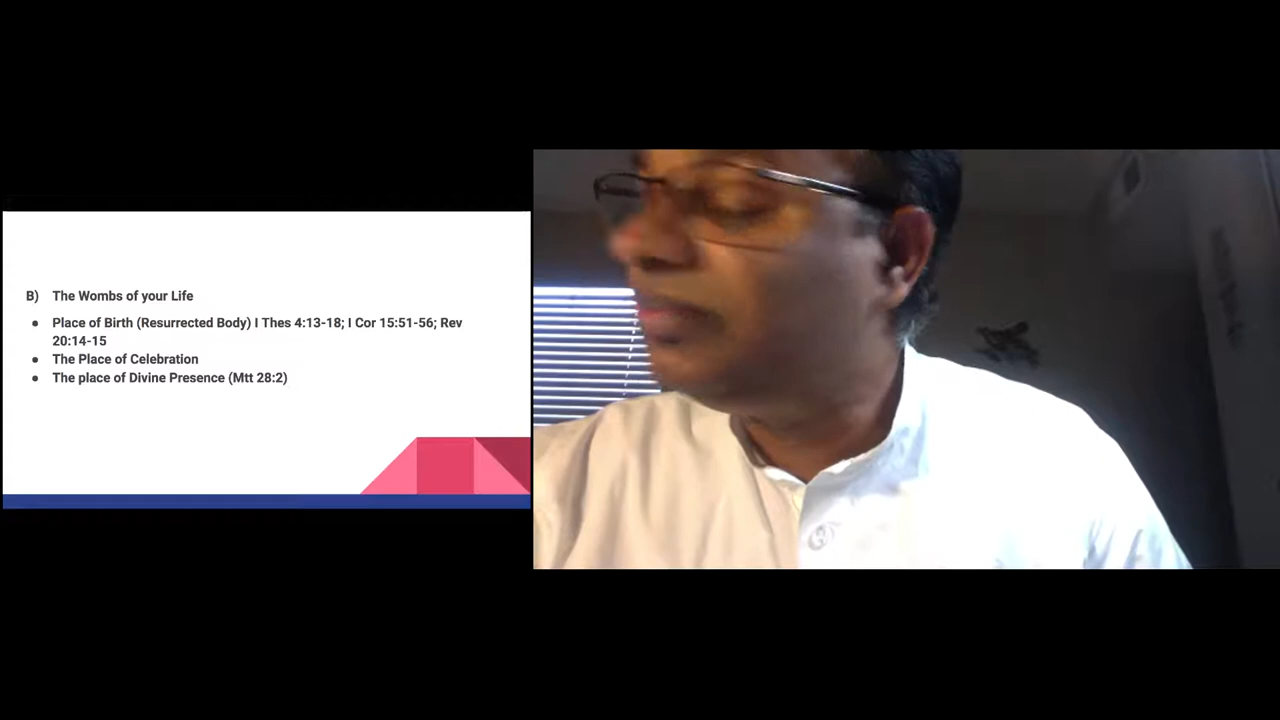 B) The Wombs of your Life
● Place of Birth (Resurrected Body) I Thes 4:13-18; I Cor 15:51-56; Rev
20:14-15
● The Place of Celebration
● The place of Divine Presence (Mtt 28:2)